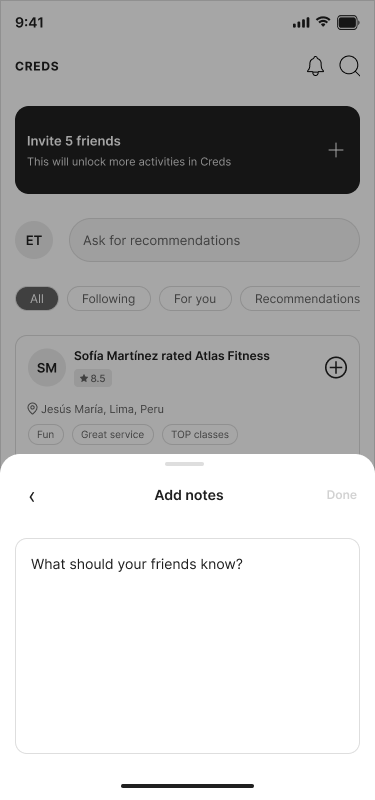 9:41
CREDS
Invite 5 friends
This will unlock more activities in Creds
ET
Ask for recommendations
All
Following
For you
Recommendations
SM
Sofía Martínez rated Atlas Fitness
8.5
Jesús María, Lima, Peru
Fun
Great service
TOP classes
Add notes
Done
What should your friends know?